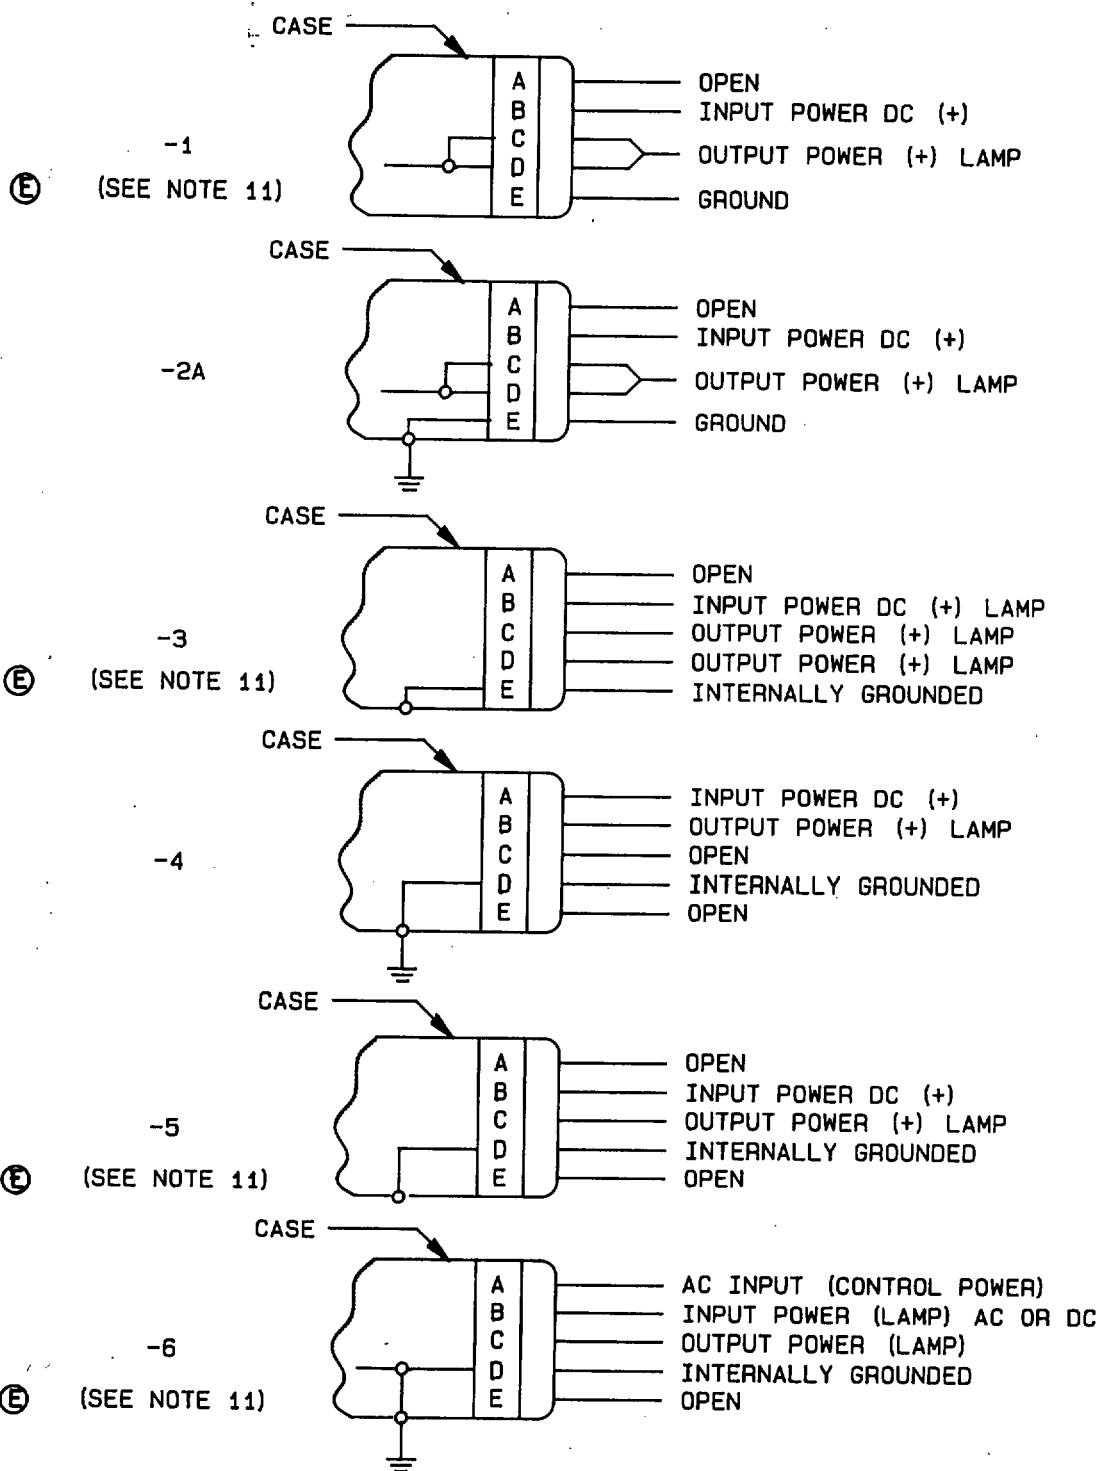 CASE
A OPEN
B INPUT POWER DC (+)
C
D OUTPUT POWER (+) LAMP
E GROUND
-1
Ⓔ (SEE NOTE 11)
CASE
A OPEN
B INPUT POWER DC (+)
C
D OUTPUT POWER (+) LAMP
E GROUND
-2A
CASE
A OPEN
B INPUT POWER DC (+) LAMP
C OUTPUT POWER (+) LAMP
D OUTPUT POWER (+) LAMP
E INTERNALLY GROUNDED
-3
Ⓔ (SEE NOTE 11)
CASE
A INPUT POWER DC (+)
B OUTPUT POWER (+) LAMP
C OPEN
D INTERNALLY GROUNDED
E OPEN
-4
CASE
A OPEN
B INPUT POWER DC (+)
C OUTPUT POWER (+) LAMP
D INTERNALLY GROUNDED
E OPEN
-5
Ⓔ (SEE NOTE 11)
CASE
A AC INPUT (CONTROL POWER)
B INPUT POWER (LAMP) AC OR DC
C OUTPUT POWER (LAMP)
D INTERNALLY GROUNDED
E OPEN
-6
Ⓔ (SEE NOTE 11)